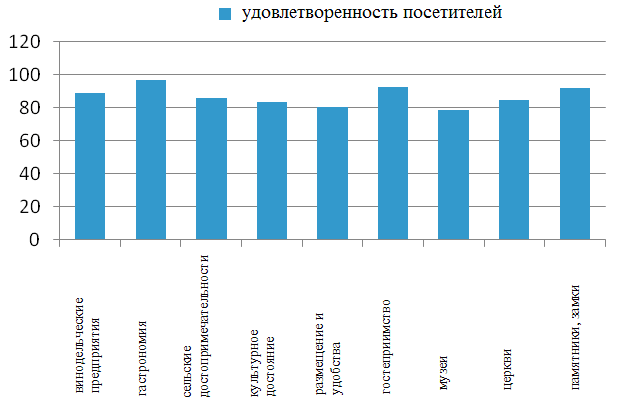 удовлетворенность посетителей
120
100
80
60
40
20
0
винодельческие
предприятия
гастрономия
сельские
достопримечательности
культурное
достояние
размещение и
удобства
гостеприимство
музеи
церкви
памятники, замки